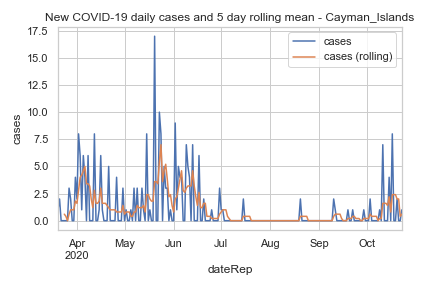 New COVID-19 daily cases and 5 day rolling mean - Cayman_Islands
cases
cases (rolling)
17.5
15.0
12.5
10.0
7.5
5.0
2.5
0.0
cases
Apr
2020
May
Jun
Jul
Aug
Sep
Oct
dateRep